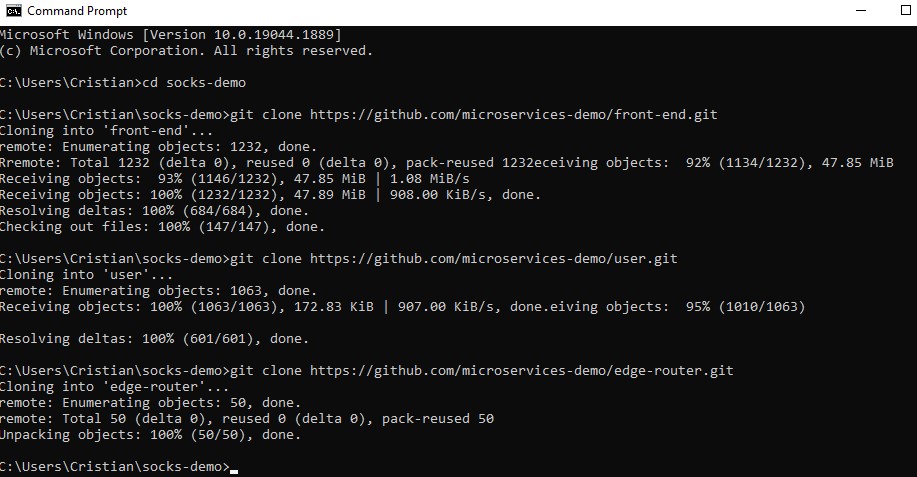 Command Prompt
Microsoft Windows [Version 10.0.19044.1889]
(c) Microsoft Corporation. All rights reserved.
C:\Users\Cristian>cd socks-demo
C:\Users\Cristian\socks-demo>git clone https://github.com/microservices-demo/front-end.git
Cloning into 'front-end'...
remote: Enumerating objects: 1232, done.
Rremote: Total 1232 (delta 0), reused 0 (delta 0), pack-reused 1232eceiving objects:  92% (1134/1232), 47.85 MiB
Receiving objects:  93% (1146/1232), 47.85 MiB | 1.08 MiB/s
Receiving objects: 100% (1232/1232), 47.89 MiB | 908.00 KiB/s, done.
Resolving deltas: 100% (684/684), done.
Checking out files: 100% (147/147), done.
C:\Users\Cristian\socks-demo>git clone https://github.com/microservices-demo/user.git
Cloning into 'user'...
remote: Enumerating objects: 1063, done.
Receiving objects: 100% (1063/1063), 172.83 KiB | 907.00 KiB/s, done.eiving objects:  95% (1010/1063)
Resolving deltas: 100% (601/601), done.
C:\Users\Cristian\socks-demo>git clone https://github.com/microservices-demo/edge-router.git
Cloning into 'edge-router'...
remote: Enumerating objects: 50, done.
remote: Total 50 (delta 0), reused 0 (delta 0), pack-reused 50
Unpacking objects: 100% (50/50), done.
C:\Users\Cristian\socks-demo>